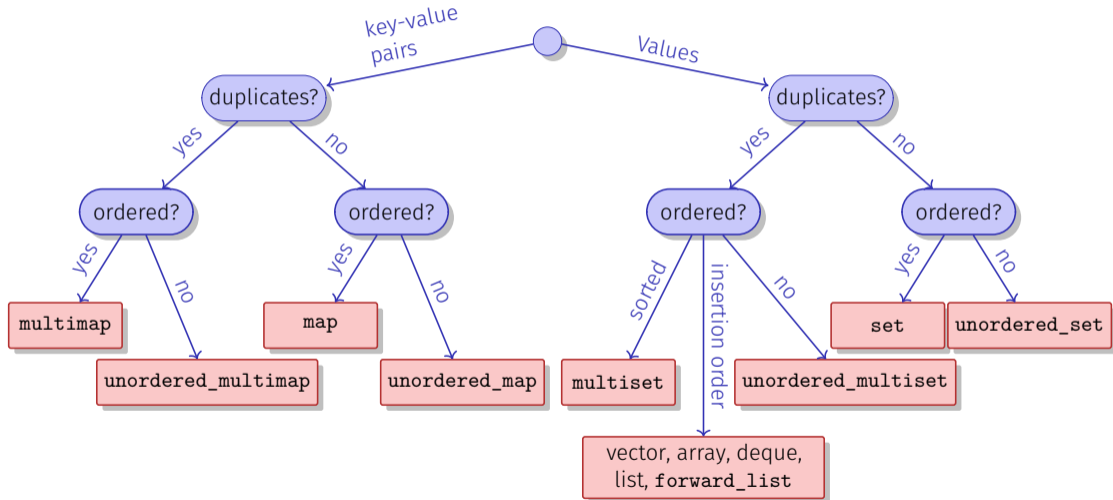 key-value
pairs
Values
duplicates?
duplicates?
yes
no
yes
no
ordered?
ordered?
ordered?
ordered?
yes
no
yes
no
sorted
insertion order
no
yes
no
multimap
map
set
unordered_set
unordered_multimap
unordered_map
multiset
unordered_multiset
vector, array, deque,
list, forward_list